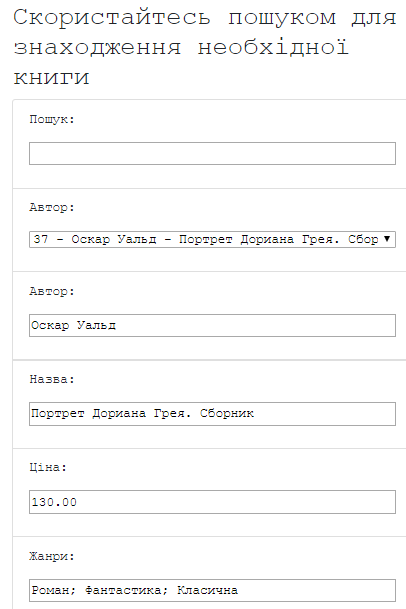 Скористайтесь пошуком для
знаходження необхідної
книги
Пошук:
Автор:
37 - Оскар Уальд - Портрет Дориана Грея. Сбор
Автор:
Оскар Уальд
Назва:
Портрет Дориана Грея. Сборник
Ціна:
130.00
Жанри:
Роман; Фантастика; Класична